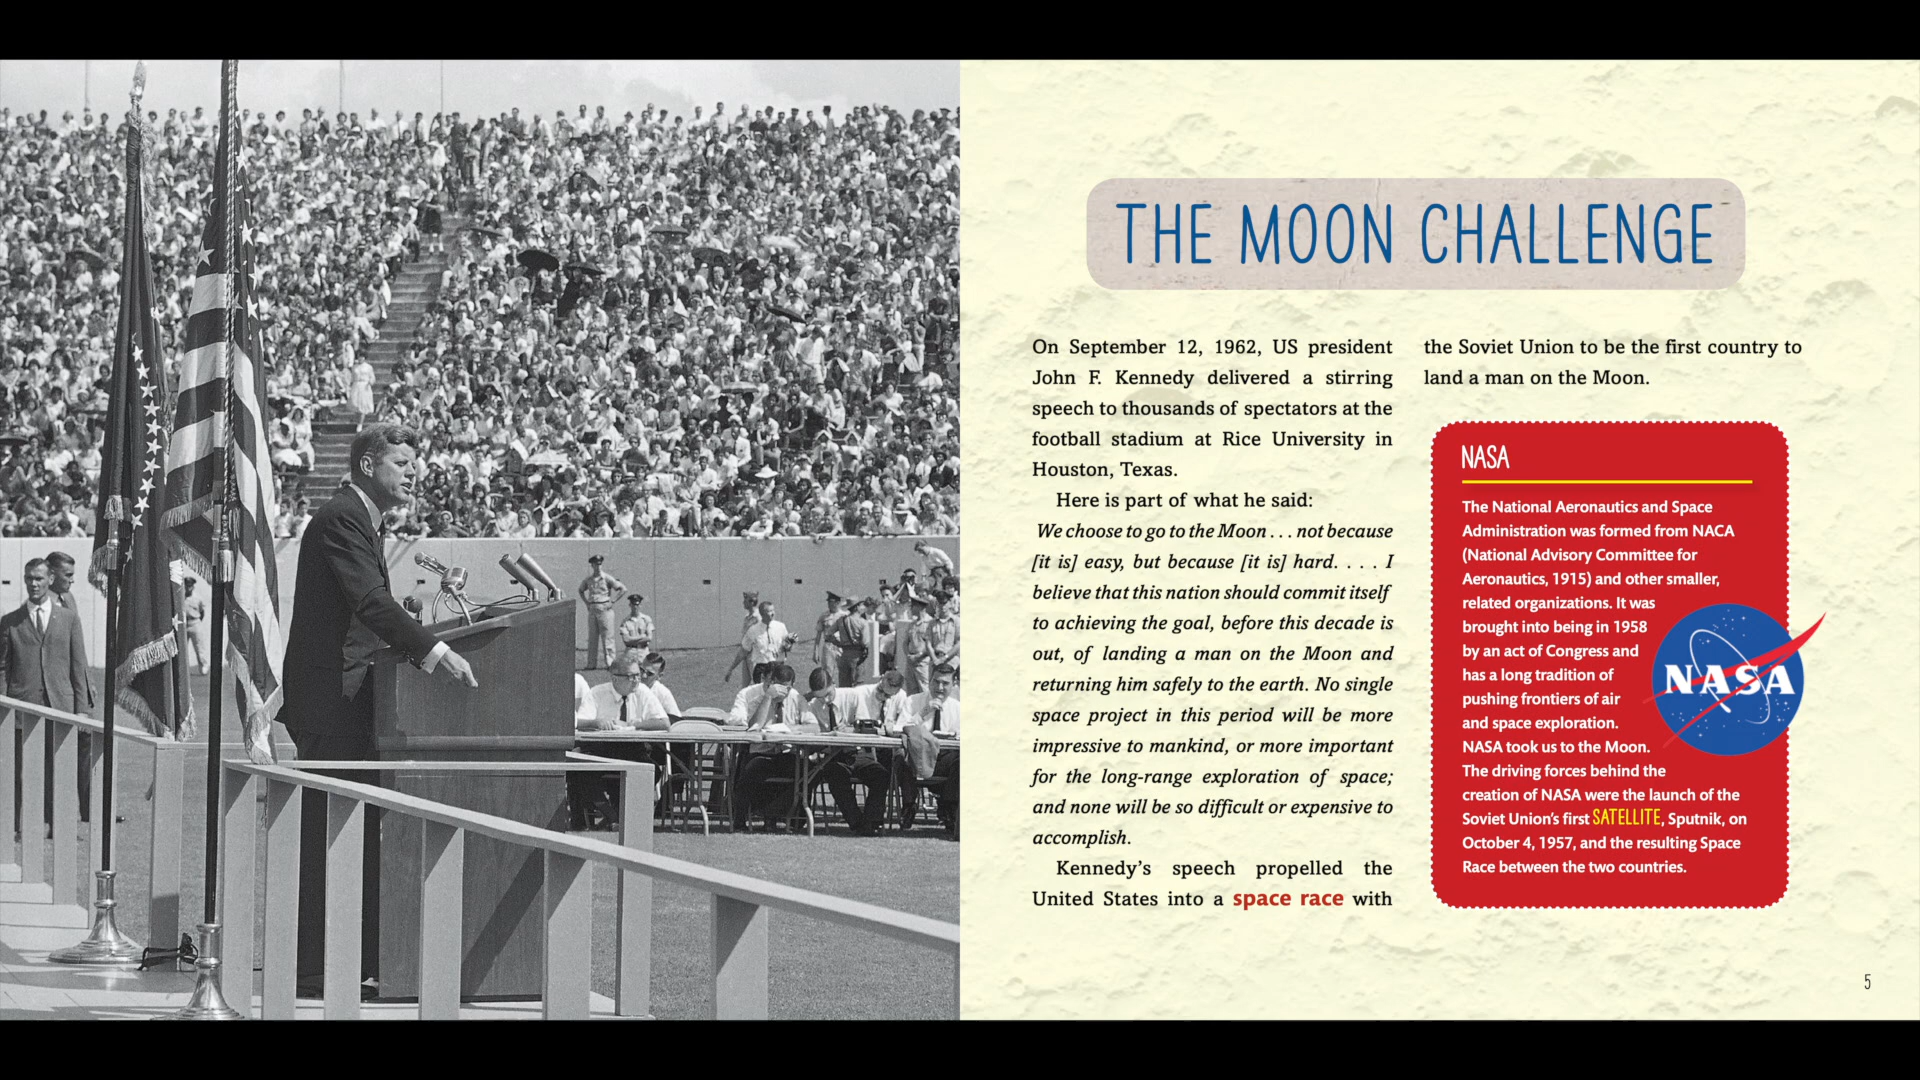 THE MOON CHALLENGE
On September 12, 1962, US president
John F. Kennedy delivered a stirring
speech to thousands of spectators at the
football stadium at Rice University in
Houston, Texas.
Here is part of what he said:
We choose to go to the Moon . . . not because
[it is] easy, but because [it is] hard. . . . I
believe that this nation should commit itself
to achieving the goal, before this decade is
out, of landing a man on the Moon and
returning him safely to the earth. No single
space project in this period will be more
impressive to mankind, or more important
for the long-range exploration of space;
and none will be so difficult or expensive to
accomplish.
Kennedy’s speech propelled the
United States into a space race with
the Soviet Union to be the first country to
land a man on the Moon.
NASA
The National Aeronautics and Space
Administration was formed from NACA
(National Advisory Committee for
Aeronautics, 1915) and other smaller,
related organizations. It was
brought into being in 1958
by an act of Congress and
has a long tradition of
pushing frontiers of air
and space exploration.
NASA took us to the Moon.
The driving forces behind the
creation of NASA were the launch of the
Soviet Union’s first SATELLITE, Sputnik, on
October 4, 1957, and the resulting Space
Race between the two countries.
NASA
5